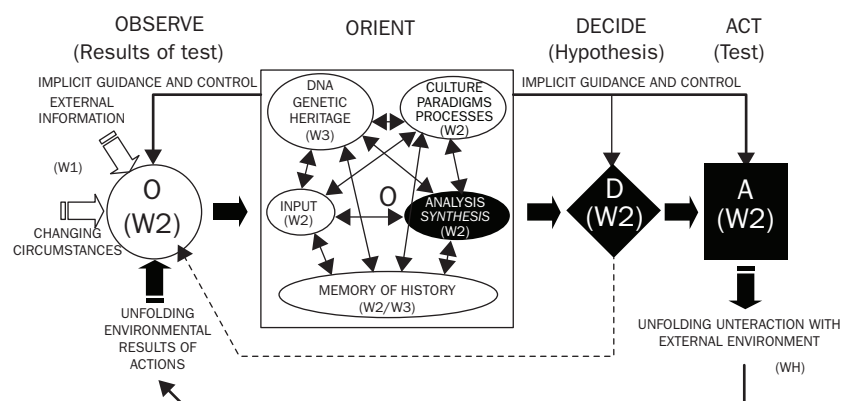 OBSERVE
(Results of test)
ORIENT
DECIDE
(Hypothesis)
ACT
(Test)
IMPLICIT GUIDANCE AND CONTROL
IMPLICIT GUIDANCE AND CONTROL
EXTERNAL
INFORMATION
(W1)
CHANGING
CIRCUMSTANCES
O
(W2)
UNFOLDING
ENVIRONMENTAL
RESULTS OF
ACTIONS
DNA
GENETIC
HERITAGE
(W3)
CULTURE
PARADIGMS
PROCESSES
(W2)
INPUT
(W2)
O
ANALYSIS
SYNTHESIS
(W2)
MEMORY OF HISTORY
(W2/W3)
D
(W2)
A
(W2)
UNFOLDING UNTERACTION WITH
EXTERNAL ENVIRONMENT
(WH)